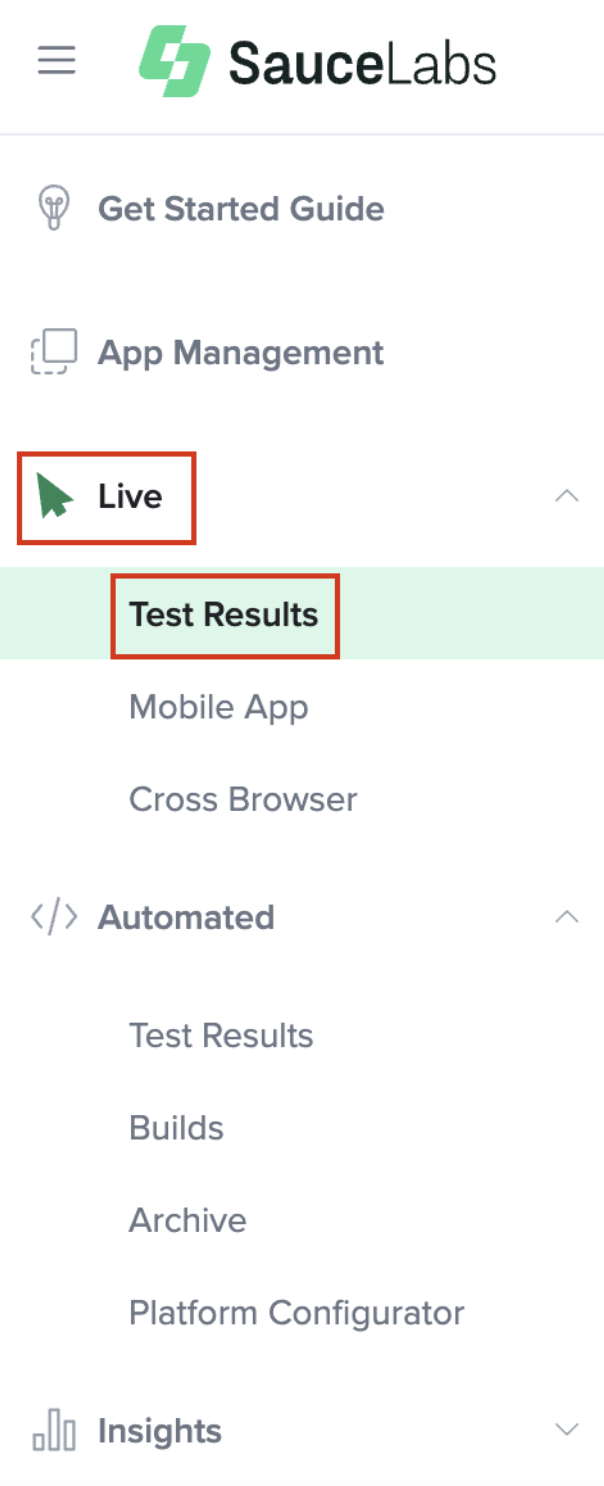 SauceLabs
Get Started Guide
App Management
Live
Test Results
Mobile App
Cross Browser
Automated
Test Results
Builds
Archive
Platform Configurator
Insights